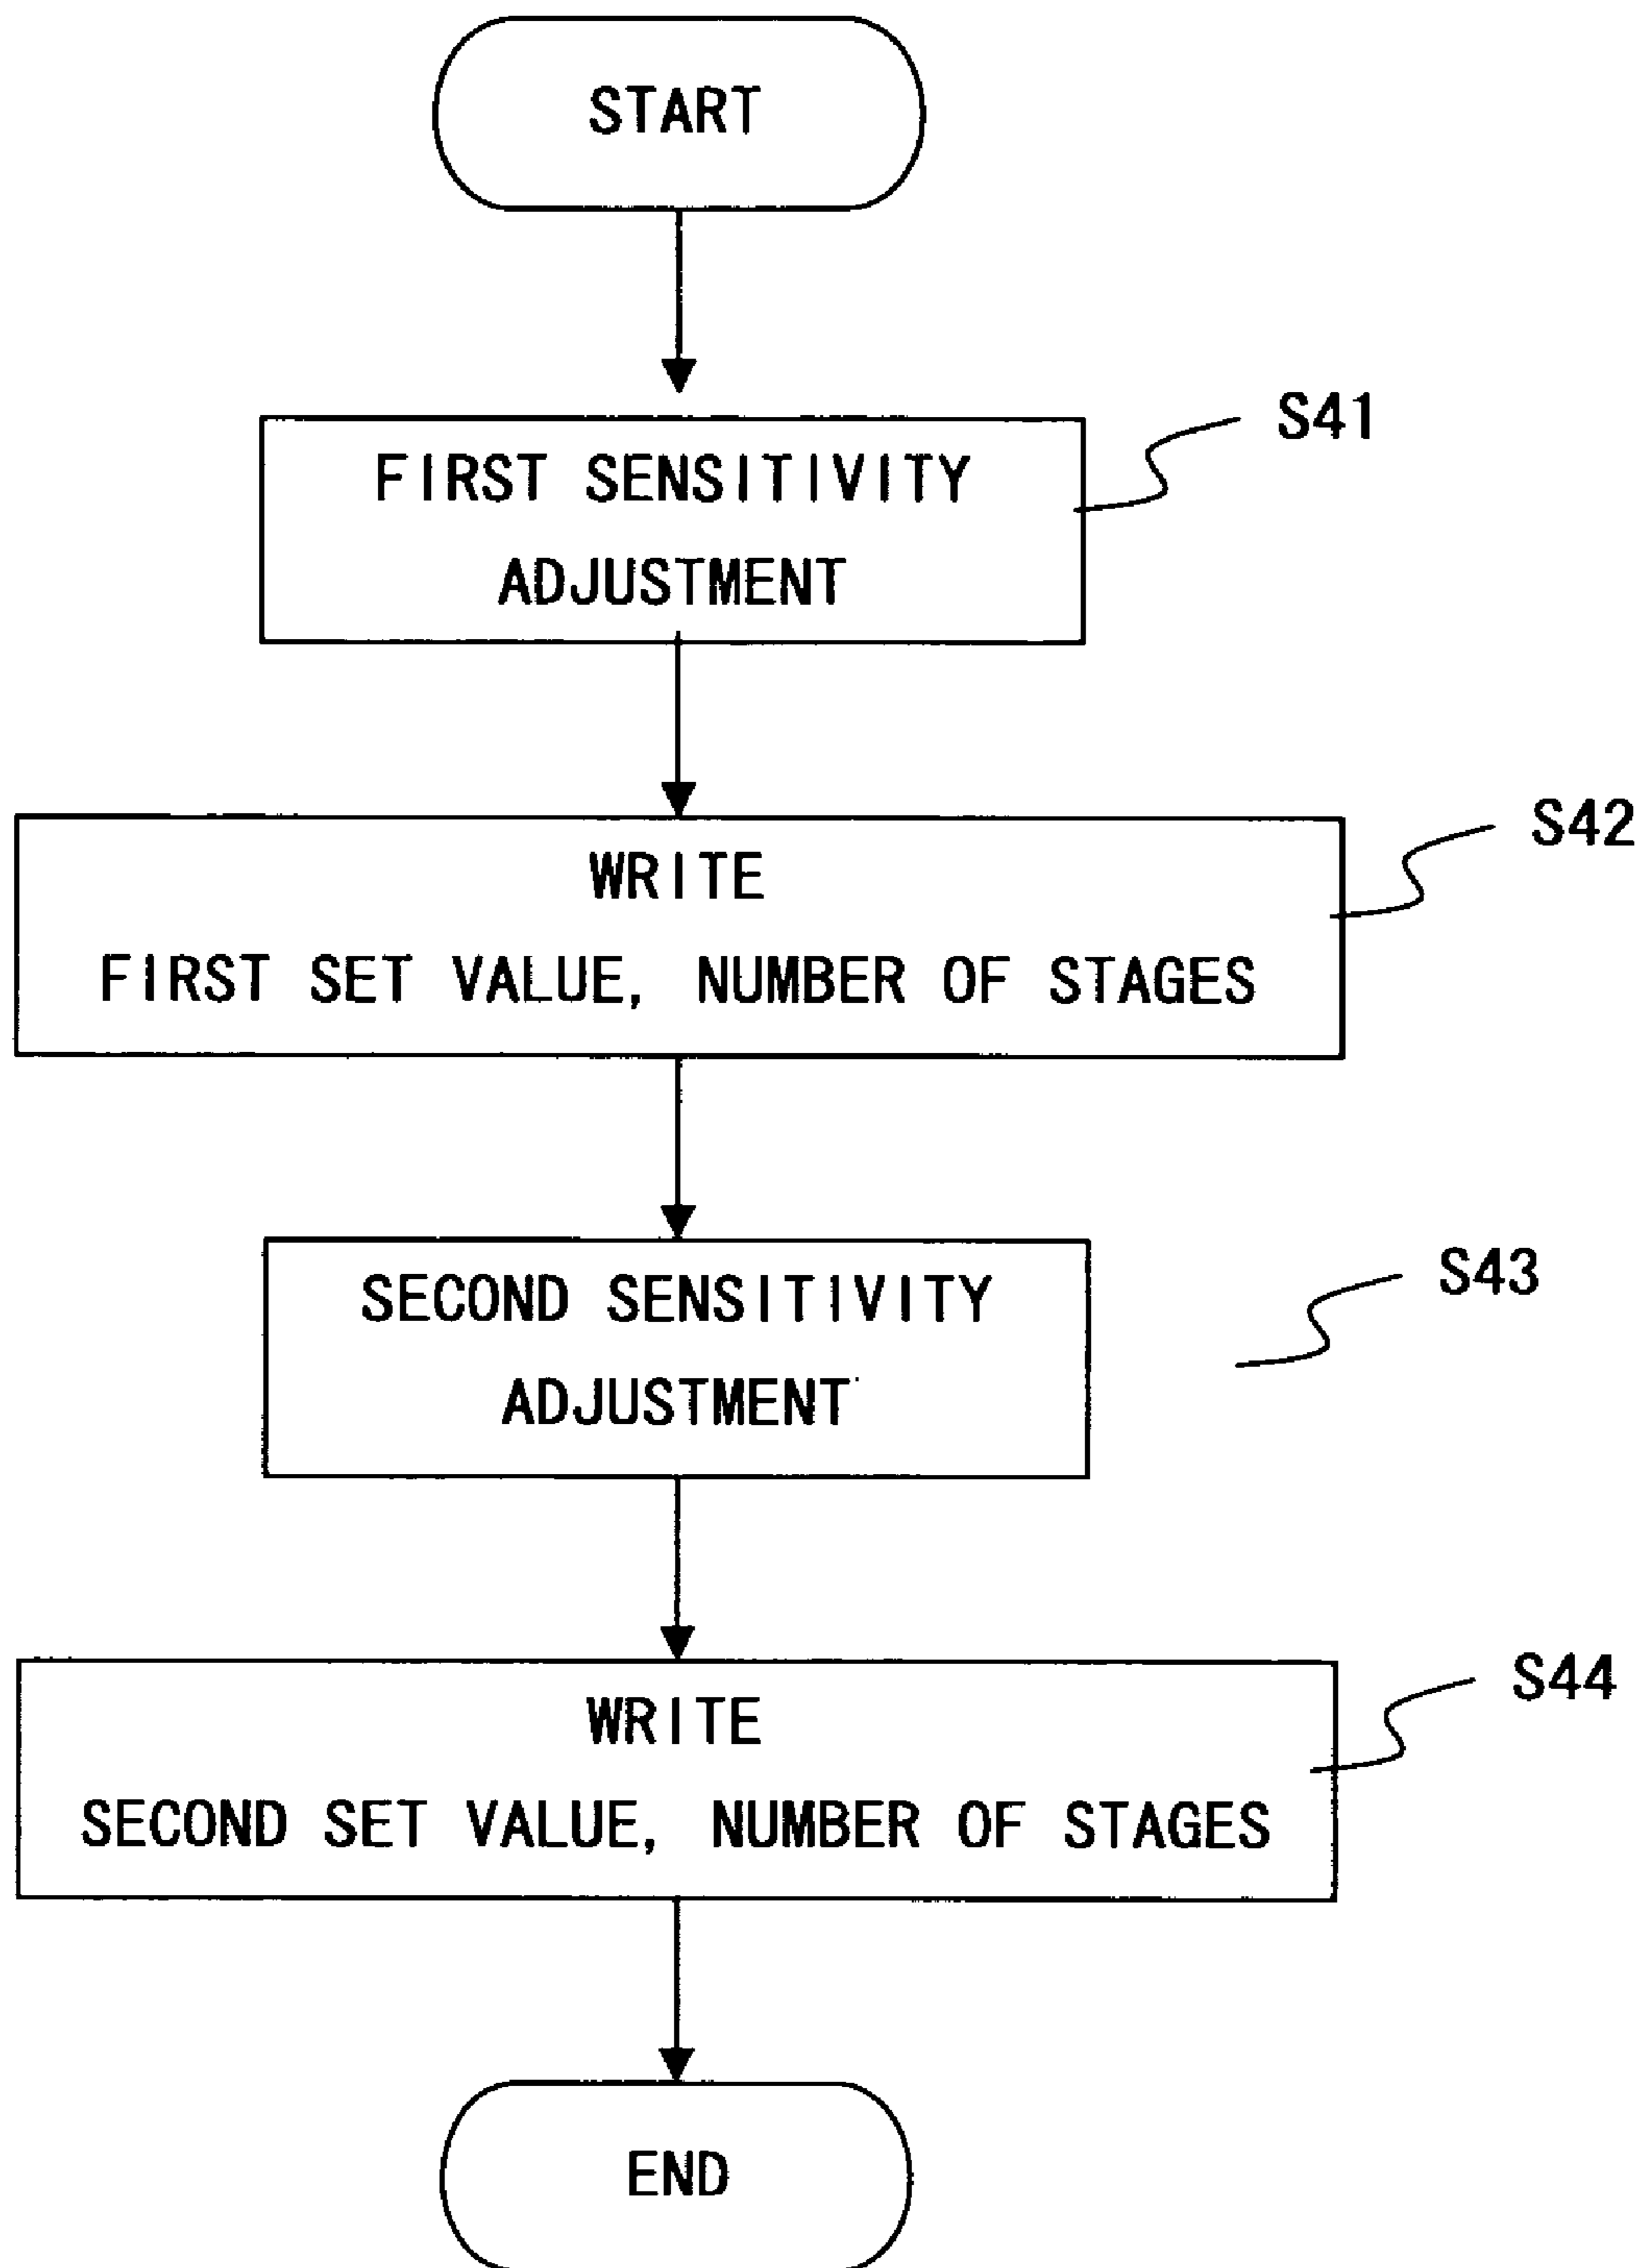 START
S41
FIRST SENSITIVITY
ADJUSTMENT
S42
WRITE
FIRST SET VALUE, NUMBER OF STAGES
S43
SECOND SENSITIVITY
ADJUSTMENT
S44
WRITE
SECOND SET VALUE, NUMBER OF STAGES
END